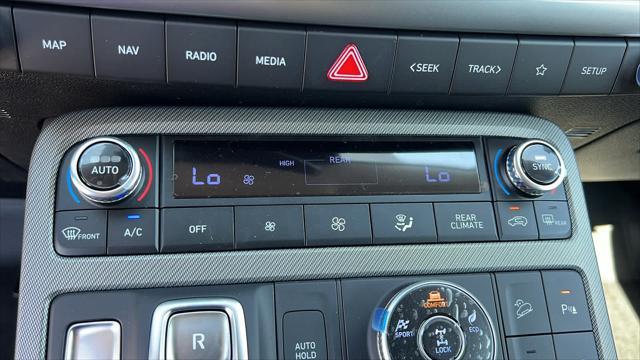 MAP NAV RADIO MEDIA <SEEK TRACK> SETUP
AUTO
Lo HIGH REAR Lo
SYNC
FRONT A/C OFF REAR CLIMATE REAR
R
AUTO HOLD
COMFORT
SPORT ECO
LOCK
P